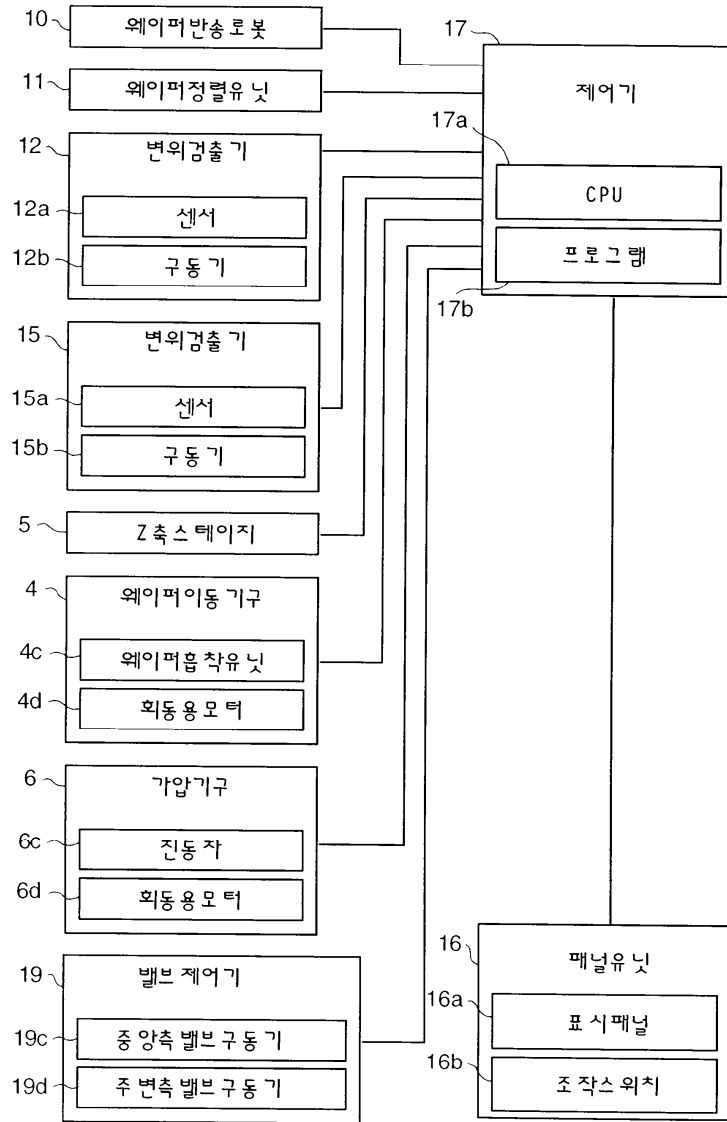 10 웨이퍼반송로봇
11 웨이퍼정렬유닛
12 변위검출기
12a 센서
12b 구동기
15 변위검출기
15a 센서
15b 구동기
5 Z축스테이지
4 웨이퍼이동기구
4c 웨이퍼흡착유닛
4d 회동용모터
6 가압기구
6c 진동자
6d 회동용모터
19 밸브제어기
19c 중앙측밸브구동기
19d 주변측밸브구동기
17 제어기
17a CPU
17b 프로그램
16 패널유닛
16a 표시패널
16b 조작스위치